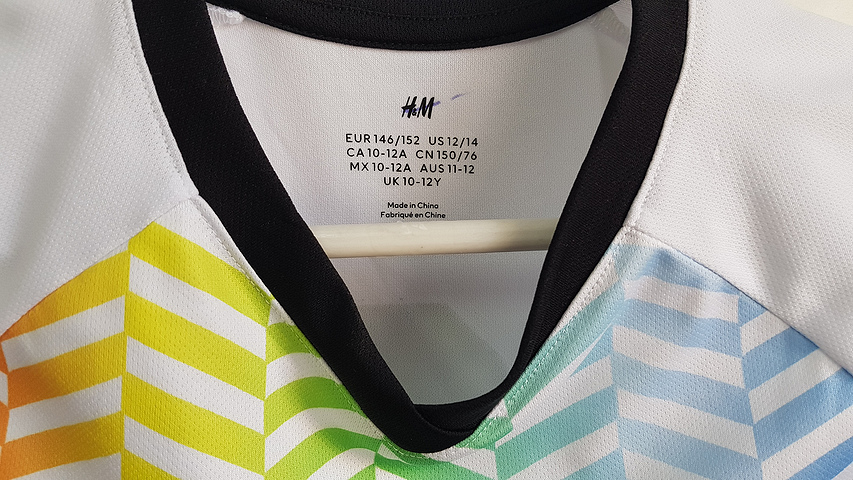 H&M
EUR 146/152 US 12/14
CA 10-12A CN 150/76
MX 10-12A AUS 11-12
UK 10-12Y
Made in China
Fabriqué en Chine